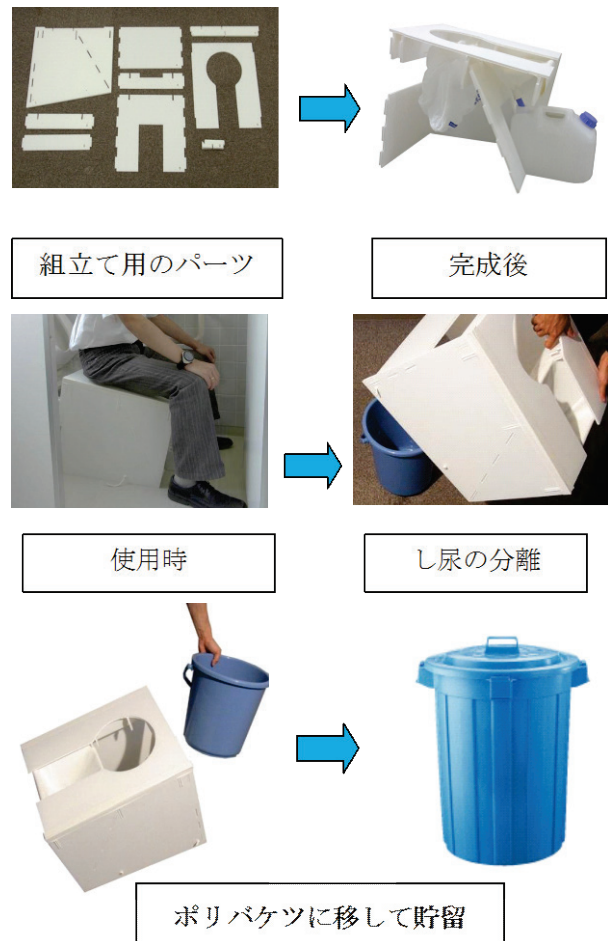 組立て用のパーツ
完成後
使用時
し尿の分離
ポリバケツに移して貯留